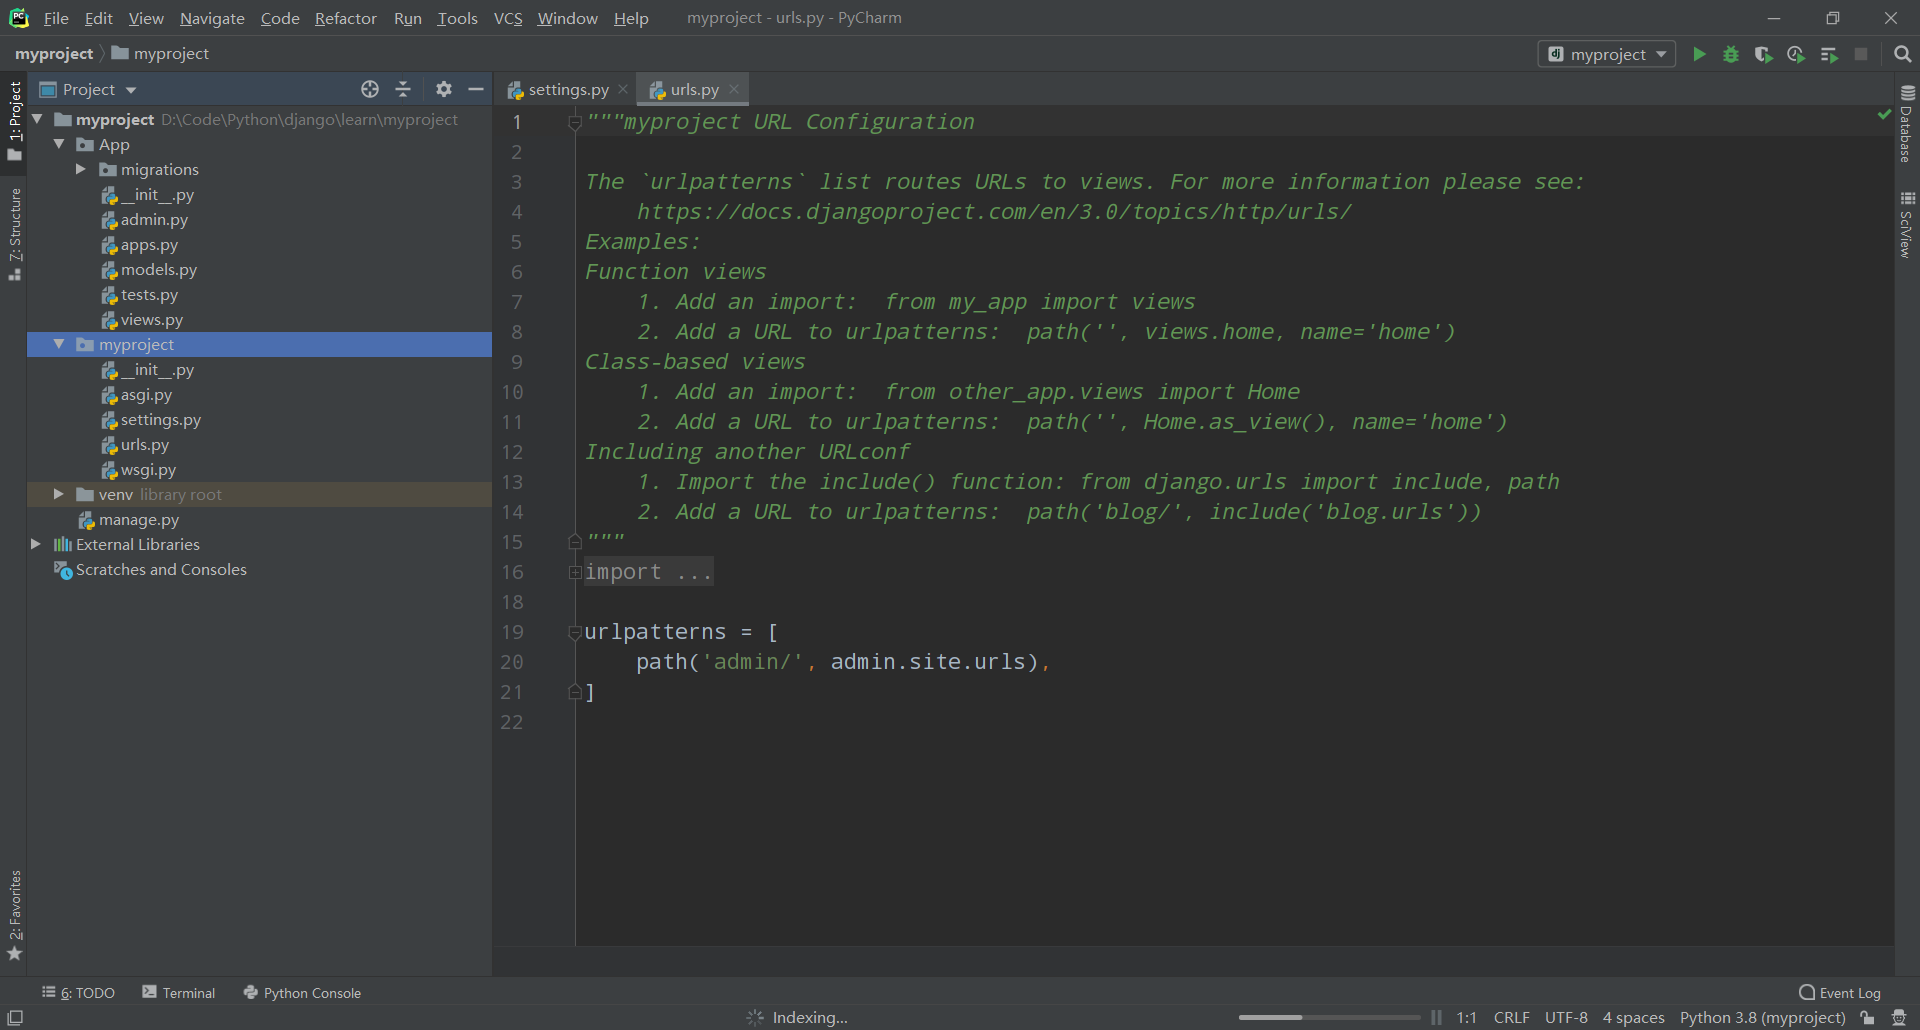 File Edit View Navigate Code Refactor Run Tools VCS Window Help myproject - urls.py - PyCharm
myproject myproject
myproject
1: Project
7: Structure
2: Favorites
Project
myproject D:\Code\Python\django\learn\myproject
App
migrations
__init__.py
admin.py
apps.py
models.py
tests.py
views.py
myproject
__init__.py
asgi.py
settings.py
urls.py
wsgi.py
venv library root
manage.py
External Libraries
Scratches and Consoles
settings.py urls.py
1 """myproject URL Configuration
2
3 The `urlpatterns` list routes URLs to views. For more information please see:
4 https://docs.djangoproject.com/en/3.0/topics/http/urls/
5 Examples:
6 Function views
7 1. Add an import:  from my_app import views
8 2. Add a URL to urlpatterns:  path('', views.home, name='home')
9 Class-based views
10 1. Add an import:  from other_app.views import Home
11 2. Add a URL to urlpatterns:  path('', Home.as_view(), name='home')
12 Including another URLconf
13 1. Import the include() function: from django.urls import include, path
14 2. Add a URL to urlpatterns:  path('blog/', include('blog.urls'))
15 """
16 import ...
18
19 urlpatterns = [
20 path('admin/', admin.site.urls),
21 ]
22
Database
SciView
6: TODO Terminal Python Console Event Log
Indexing... 1:1 CRLF UTF-8 4 spaces Python 3.8 (myproject)